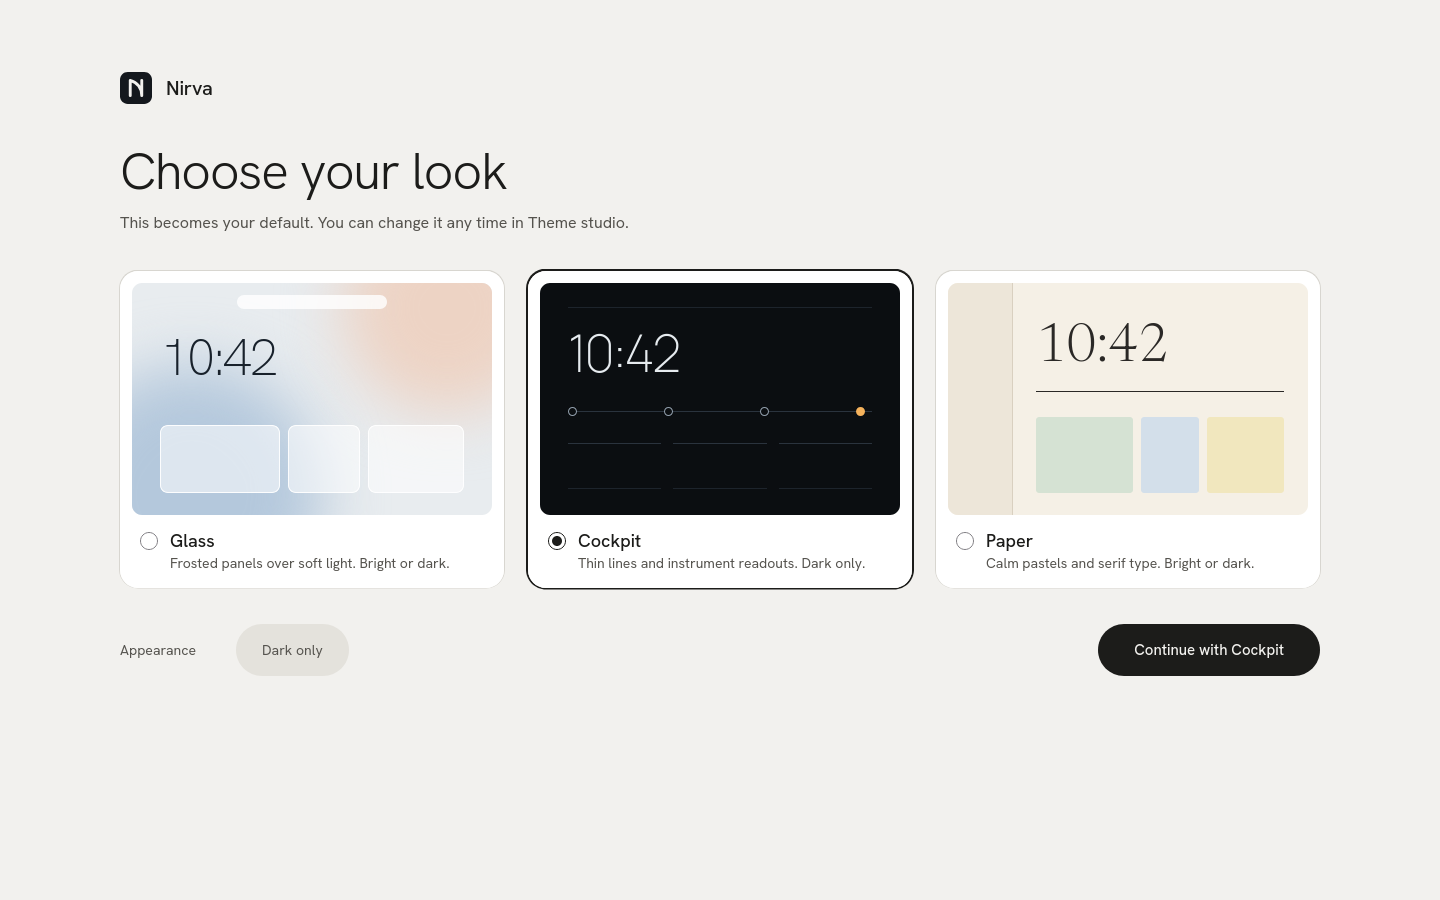 Nirva
Choose your look
This becomes your default. You can change it any time in Theme studio.
10:42
10:42
10:42
Glass
Frosted panels over soft light. Bright or dark.
Cockpit
Thin lines and instrument readouts. Dark only.
Paper
Calm pastels and serif type. Bright or dark.
Appearance
Dark only
Continue with Cockpit